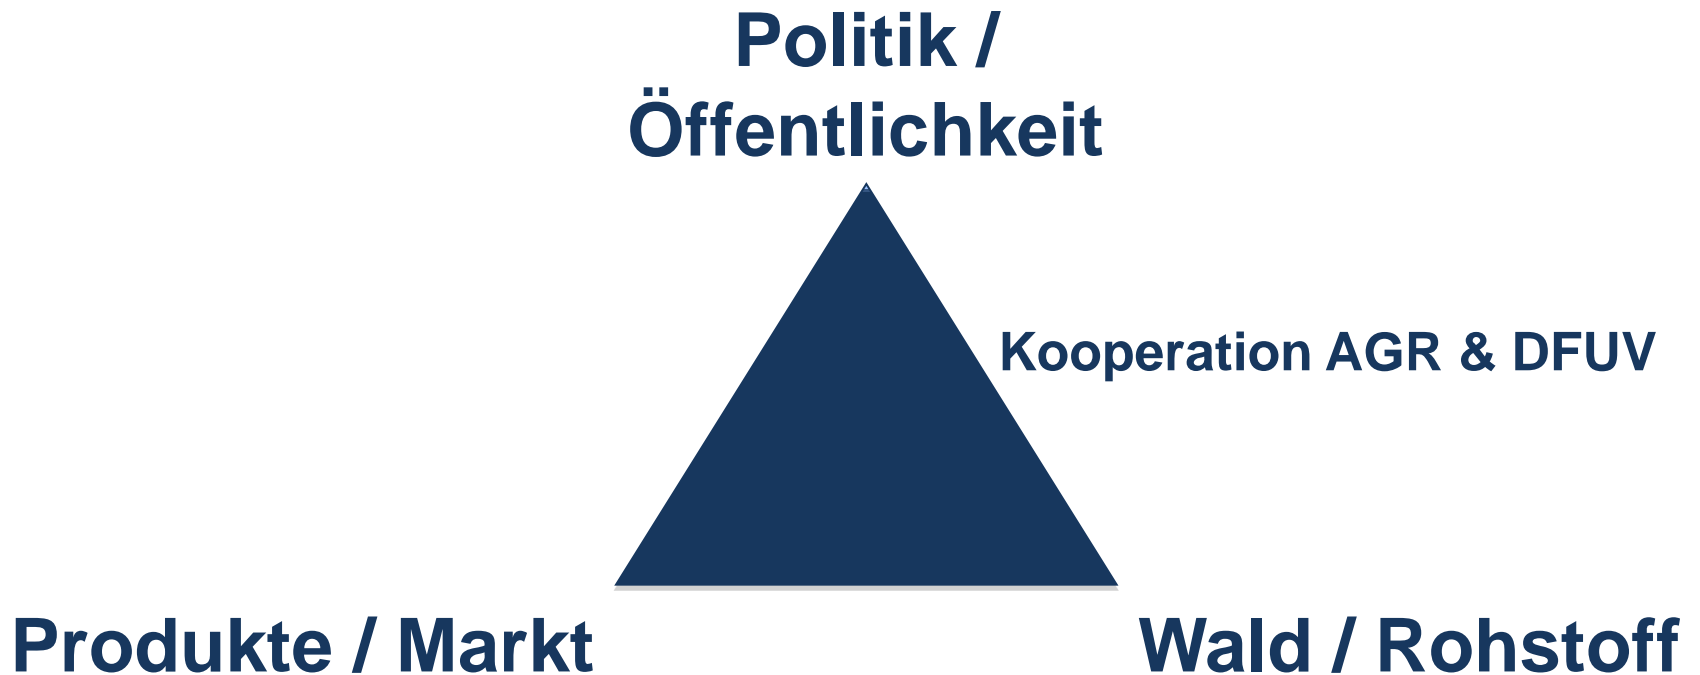 Politik /
Öffentlichkeit
Kooperation AGR & DFUV
Produkte / Markt
Wald / Rohstoff